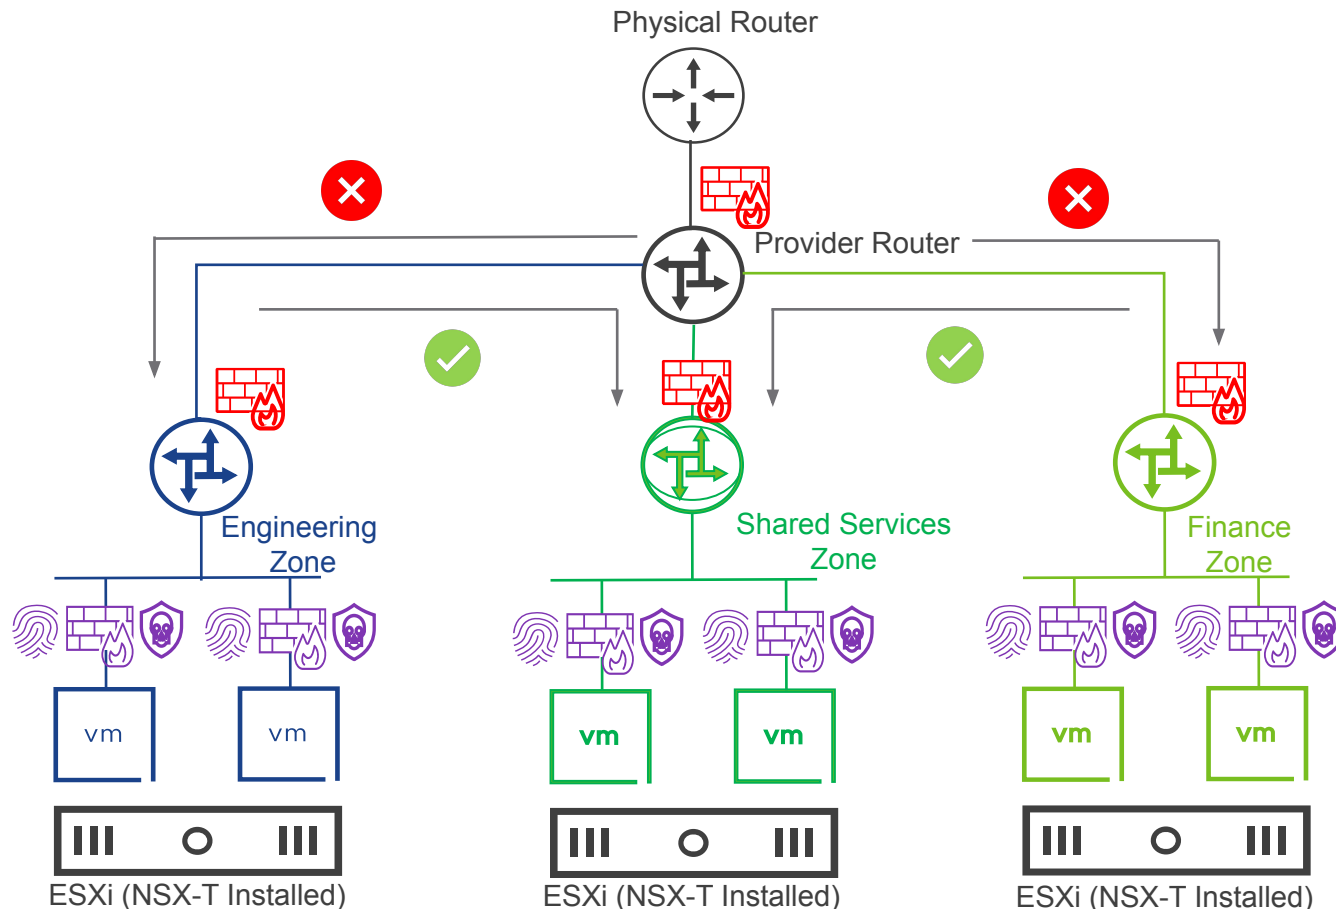 Physical Router
Provider Router
Engineering
Zone
Shared Services
Zone
Finance
Zone
vm
vm
vm
vm
vm
vm
ESXi (NSX-T Installed)
ESXi (NSX-T Installed)
ESXi (NSX-T Installed)